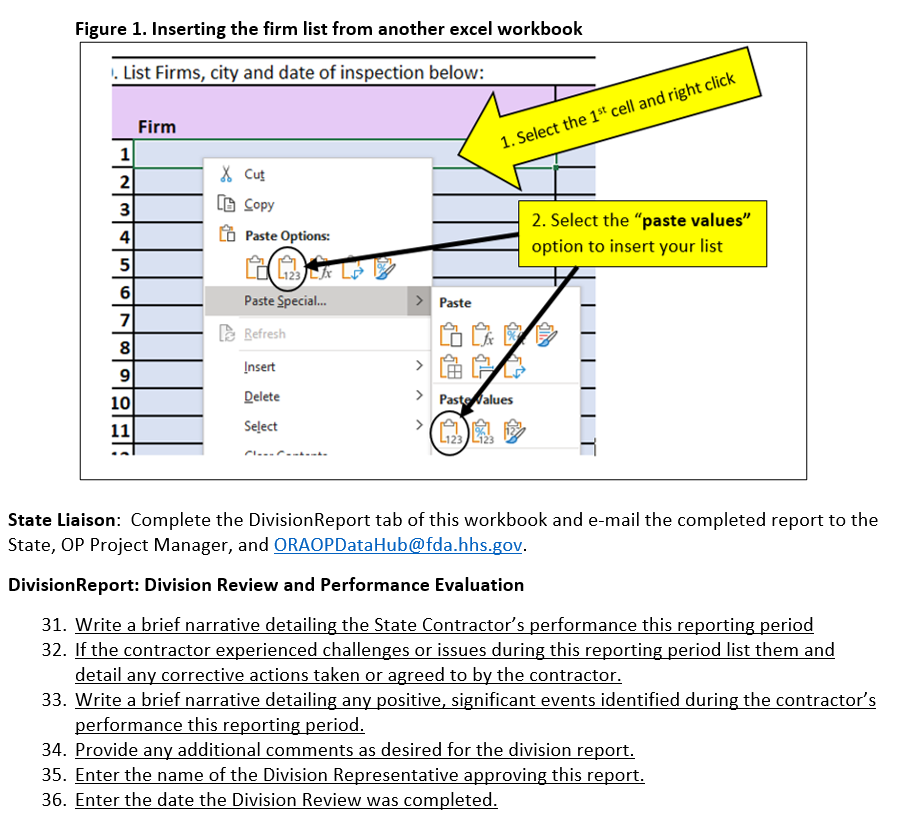 Figure 1. Inserting the firm list from another excel workbook
. List Firms, city and date of inspection below:
1. Select the 1st cell and right click
Firm
1
2
3
4
5
6
7
8
9
10
11
Cut
Copy
Paste Options:
123
fx
Paste Special...
Refresh
Insert
Delete
Select
2. Select the “paste values”
option to insert your list
Paste
fx
Paste Values
123
%123
123
State Liaison:  Complete the DivisionReport tab of this workbook and e-mail the completed report to the
State, OP Project Manager, and ORAOPDataHub@fda.hhs.gov.
DivisionReport: Division Review and Performance Evaluation
31. Write a brief narrative detailing the State Contractor’s performance this reporting period
32. If the contractor experienced challenges or issues during this reporting period list them and
detail any corrective actions taken or agreed to by the contractor.
33. Write a brief narrative detailing any positive, significant events identified during the contractor’s
performance this reporting period.
34. Provide any additional comments as desired for the division report.
35. Enter the name of the Division Representative approving this report.
36. Enter the date the Division Review was completed.